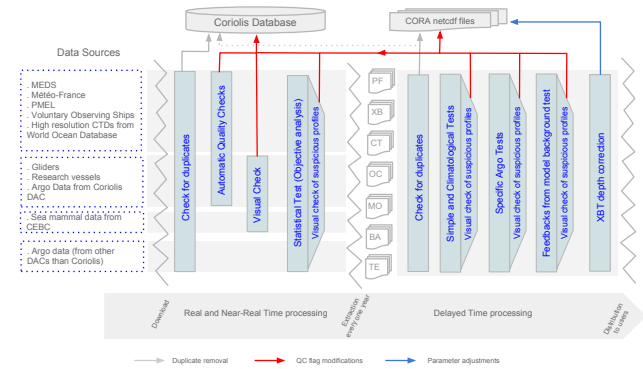 Coriolis Database
CORA netcdf files
Data Sources
. MEDS
. Météo-France
. PMEL
. Voluntary Observing Ships
. High resolution CTDs from
World Ocean Database
. Gliders
. Research vessels
. Argo Data from Coriolis
DAC
. Sea mammal data from
CEBC
. Argo data (from other
DACs than Coriolis)
Check for duplicates
Automatic Quality Checks
Visual Check
Statistical Test (Objective analysis)
Visual check of suspicious profiles
PF
XB
CT
OC
MO
BA
TE
Check for duplicates
Simple and Climatological Tests
Visual check of suspicious profiles
Specific Argo Tests
Visual check of suspicious profiles
Feedbacks from model background test
Visual check of suspicious profiles
XBT depth correction
Download
Real and Near-Real Time processing
Extraction
every one year
Delayed Time processing
Distribution
to users
Duplicate removal
QC flag modifications
Parameter adjustments